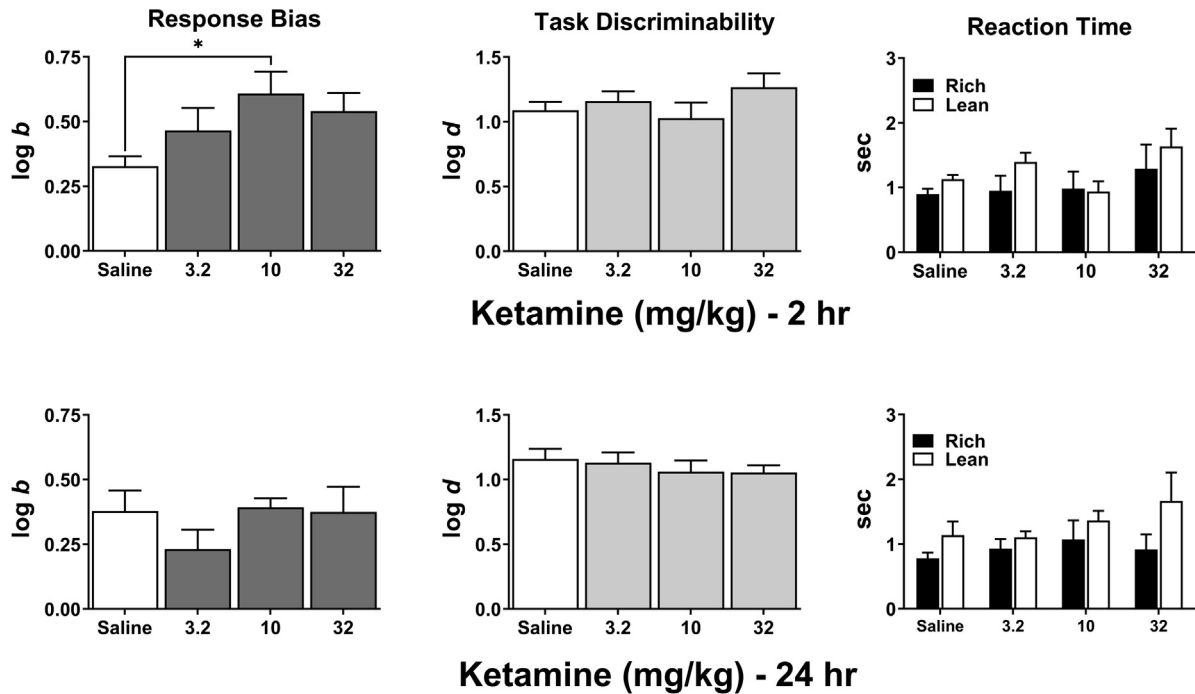 Response Bias
*
0.75
0.50
0.25
0.00
log b
Saline 3.2 10 32
Task Discriminability
1.5
1.0
0.5
0.0
log d
Saline 3.2 10 32
Reaction Time
3
2
1
0
sec
Rich
Lean
Saline 3.2 10 32
Ketamine (mg/kg) - 2 hr
0.75
0.50
0.25
0.00
log b
Saline 3.2 10 32
1.5
1.0
0.5
0.0
log d
Saline 3.2 10 32
3
2
1
0
sec
Rich
Lean
Saline 3.2 10 32
Ketamine (mg/kg) - 24 hr